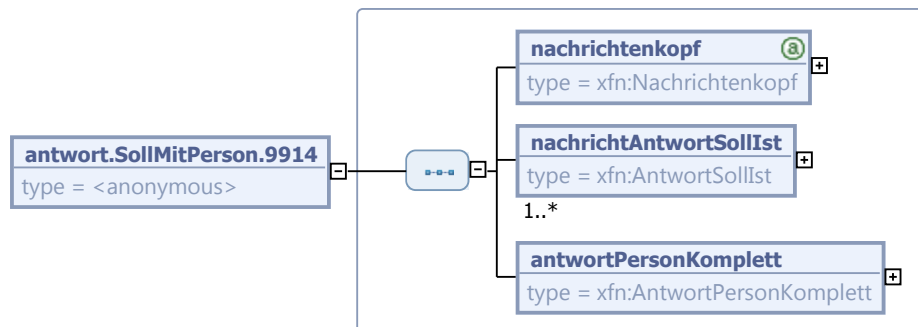 nachrichtenkopf
type = xfn:Nachrichtenkopf
antwort.SollMitPerson.9914
type = <anonymous>
nachrichtAntwortSollIst
type = xfn:AntwortSollIst
1..*
antwortPersonKomplett
type = xfn:AntwortPersonKomplett